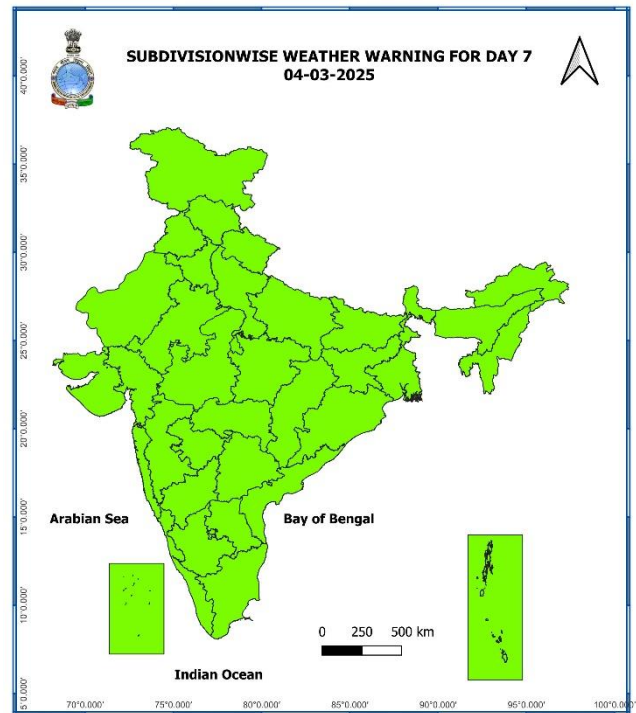 SUBDIVISIONWISE WEATHER WARNING FOR DAY 7
04-03-2025
40°0.000'
35°0.000'
30°0.000'
25°0.000'
20°0.000'
15°0.000'
10°0.000'
5°0.000'
Arabian Sea
Bay of Bengal
0 250 500 km
Indian Ocean
70°0.000' 75°0.000' 80°0.000' 85°0.000' 90°0.000' 95°0.000' 100°0.000'